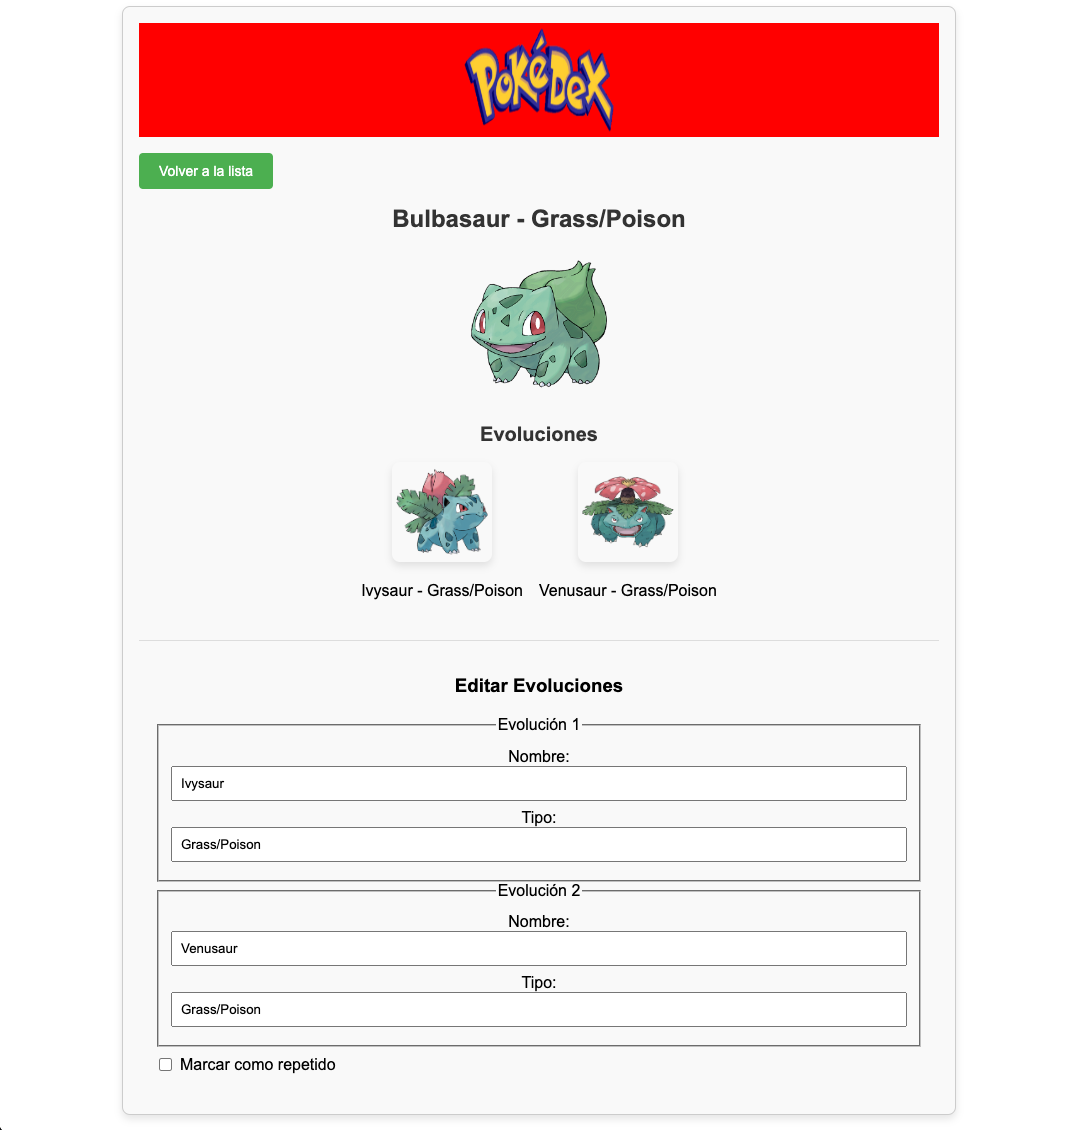 PokéDex
Volver a la lista
Bulbasaur - Grass/Poison
Evoluciones
Ivysaur - Grass/Poison
Venusaur - Grass/Poison
Editar Evoluciones
Evolución 1
Nombre:
Ivysaur
Tipo:
Grass/Poison
Evolución 2
Nombre:
Venusaur
Tipo:
Grass/Poison
Marcar como repetido